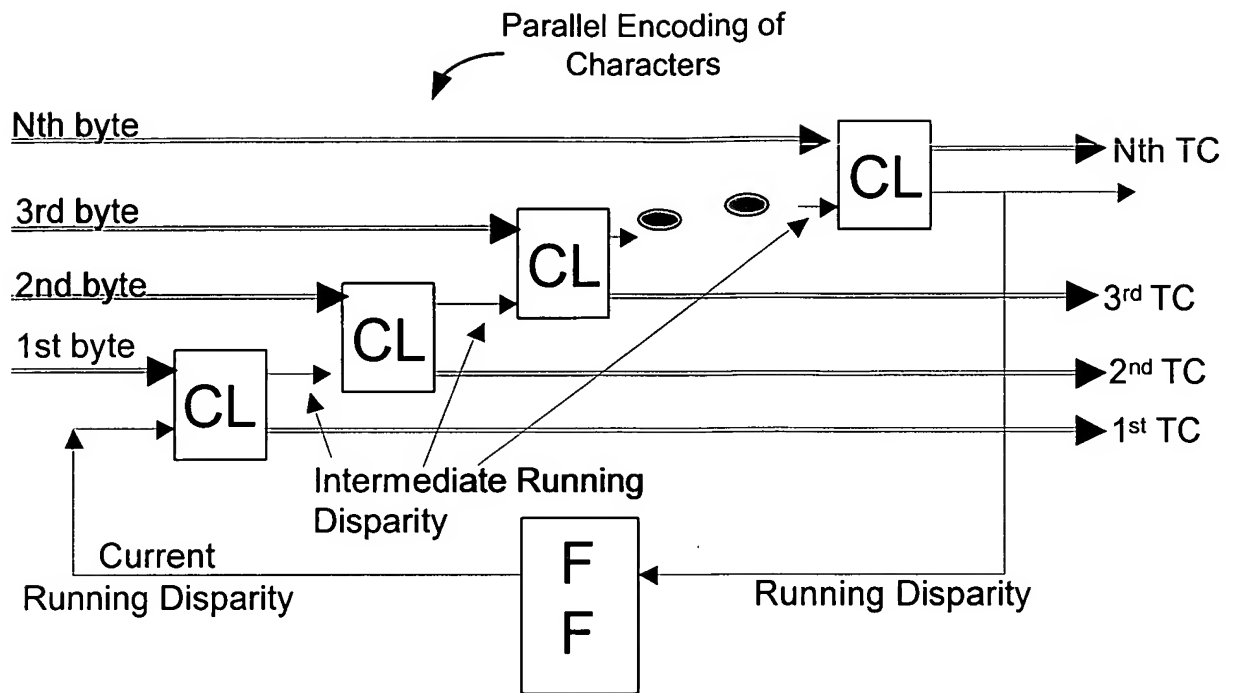 Parallel Encoding of
Characters
Nth byte
CL
Nth TC
3rd byte
CL
2nd byte
3rd TC
1st byte
CL
2nd TC
CL
1st TC
Intermediate Running
Disparity
Current
Running Disparity
F
F
Running Disparity